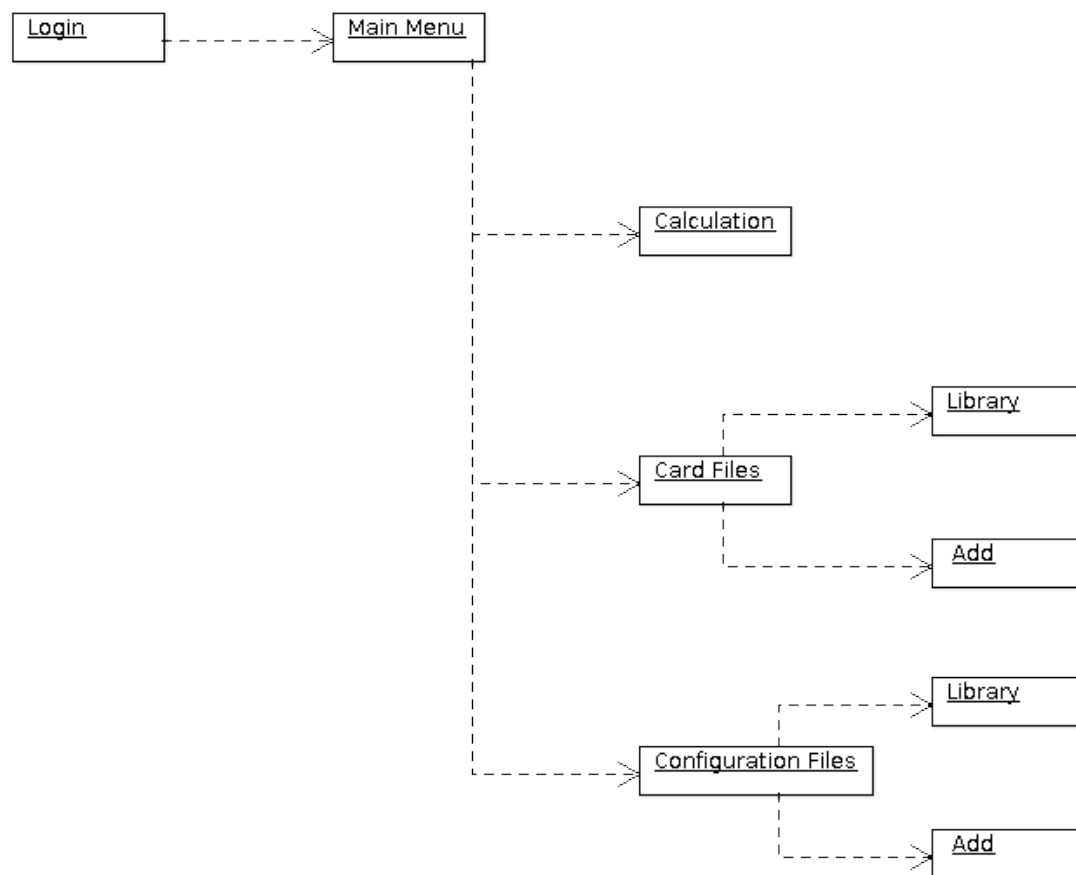 Login
Main Menu
Calculation
Library
Card Files
Add
Library
Configuration Files
Add